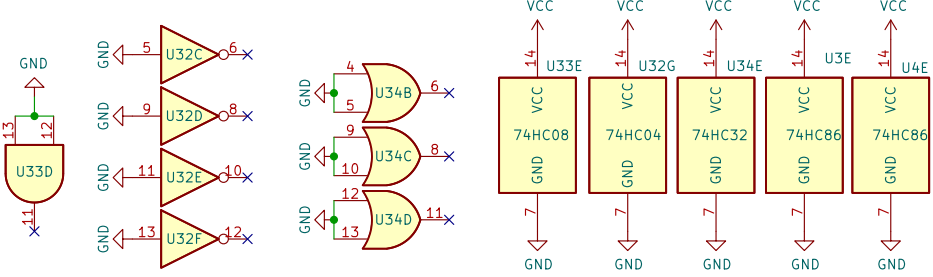 GND
13
12
U33D
11
GND
5
U32C
6
GND
9
U32D
8
GND
11
U32E
10
GND
13
U32F
12
GND
4
5
U34B
6
GND
9
10
U34C
8
GND
12
13
U34D
11
VCC
14
U33E
VCC
74HC08
GND
7
GND
VCC
14
U32G
VCC
74HC04
GND
7
GND
VCC
14
U34E
VCC
74HC32
GND
7
GND
VCC
14
U3E
VCC
74HC86
GND
7
GND
VCC
14
U4E
VCC
74HC86
GND
7
GND